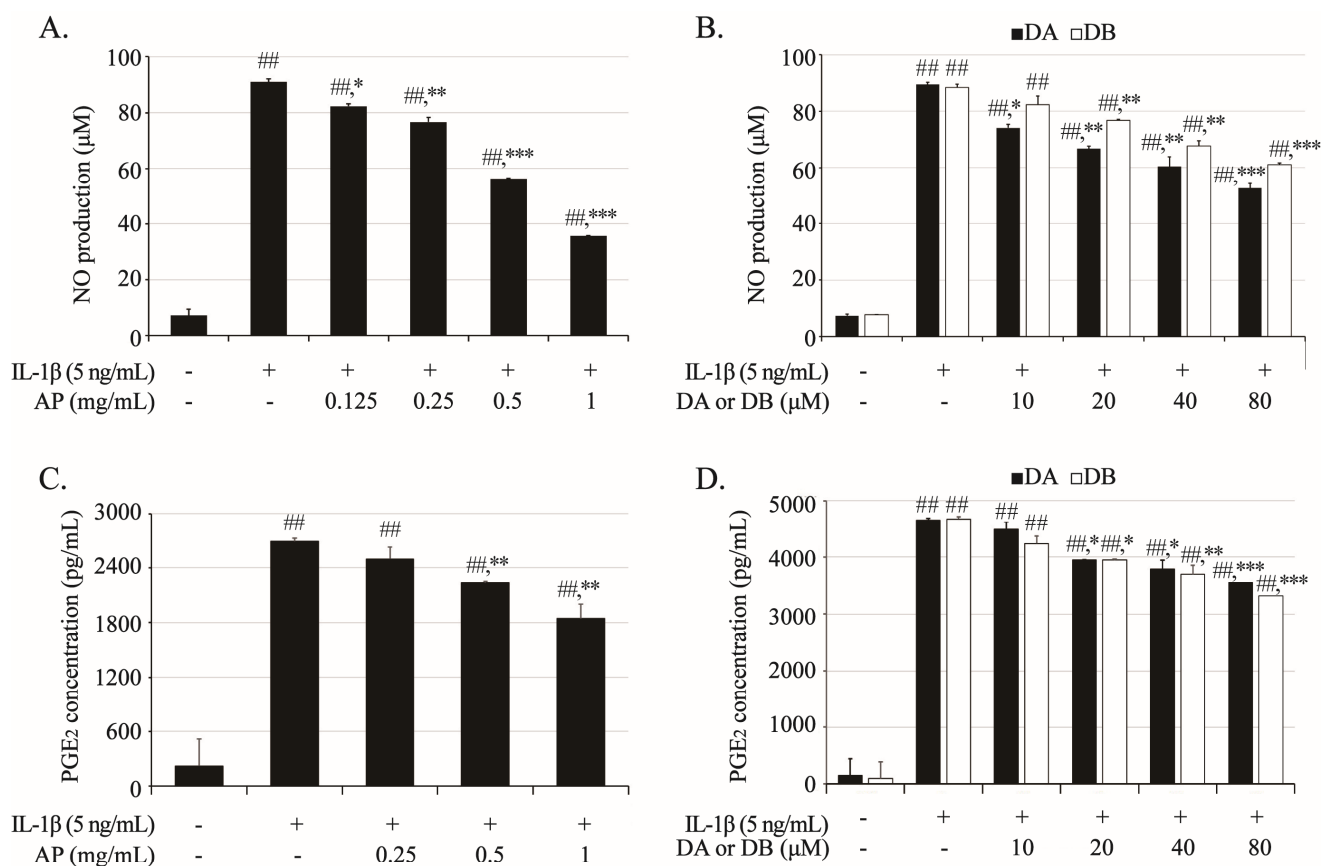 A.
NO production (μM)
100
80
60
40
20
0
##
##,*
##,**
##,***
##,***
IL-1β (5 ng/mL) - + + + + +
AP (mg/mL) - - 0.125 0.25 0.5 1
B.
DA DB
NO production (μM)
100
80
60
40
20
0
## ##
##,* ##
##,** ##,**
##,** ##,**
##,*** ##,***
IL-1β (5 ng/mL) - + + + + +
DA or DB (μM) - - 10 20 40 80
C.
PGE2 concentration (pg/mL)
3000
2400
1800
1200
600
0
##
##
##,**
##,**
IL-1β (5 ng/mL) - + + + +
AP (mg/mL) - - 0.25 0.5 1
D.
DA DB
PGE2 concentration (pg/mL)
5000
4000
3000
2000
1000
0
## ##
## ##
##,* ##,*
##,* ##,**
##,*** ##,***
IL-1β (5 ng/mL) - + + + + +
DA or DB (μM) - - 10 20 40 80